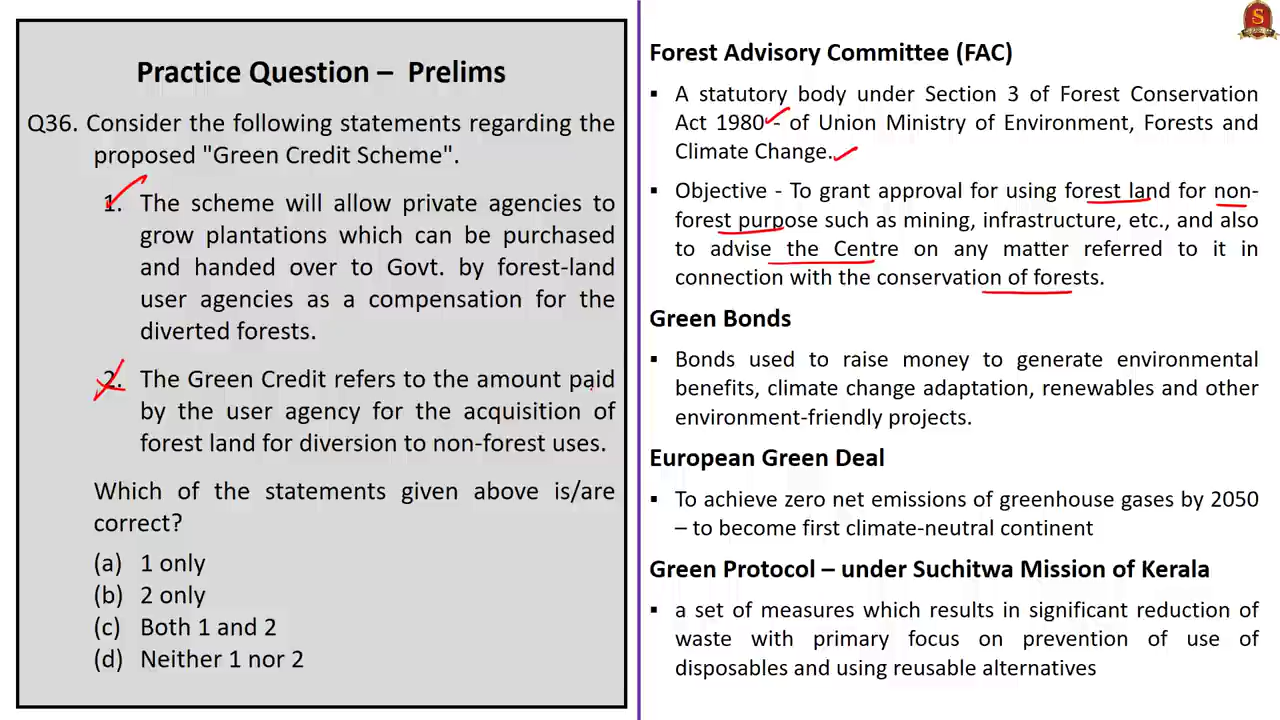 Practice Question – Prelims
Q36. Consider the following statements regarding the
proposed "Green Credit Scheme".
1. The scheme will allow private agencies to
grow plantations which can be purchased
and handed over to Govt. by forest-land
user agencies as a compensation for the
diverted forests.
2. The Green Credit refers to the amount paid
by the user agency for the acquisition of
forest land for diversion to non-forest uses.
Which of the statements given above is/are
correct?
(a) 1 only
(b) 2 only
(c) Both 1 and 2
(d) Neither 1 nor 2
Forest Advisory Committee (FAC)
▪ A statutory body under Section 3 of Forest Conservation
Act 1980 - of Union Ministry of Environment, Forests and
Climate Change.
▪ Objective - To grant approval for using forest land for non-
forest purpose such as mining, infrastructure, etc., and also
to advise the Centre on any matter referred to it in
connection with the conservation of forests.
Green Bonds
▪ Bonds used to raise money to generate environmental
benefits, climate change adaptation, renewables and other
environment-friendly projects.
European Green Deal
▪ To achieve zero net emissions of greenhouse gases by 2050
– to become first climate-neutral continent
Green Protocol – under Suchitwa Mission of Kerala
▪ a set of measures which results in significant reduction of
waste with primary focus on prevention of use of
disposables and using reusable alternatives